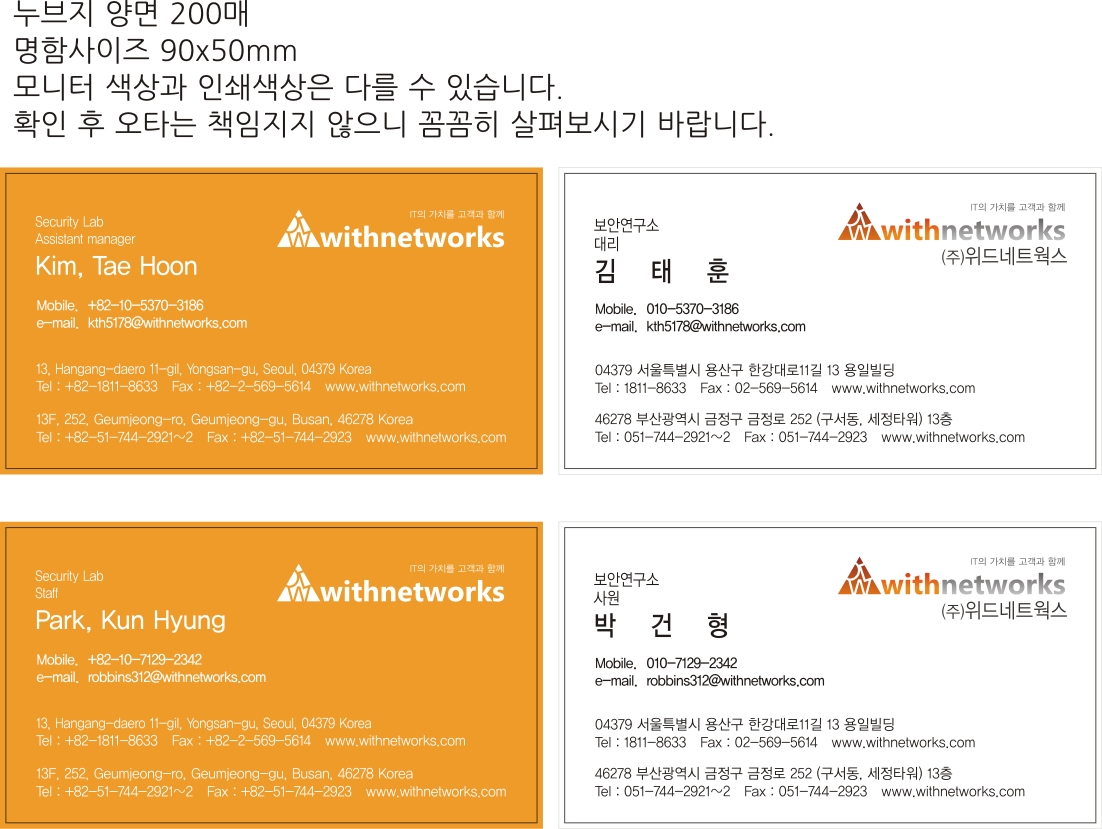 누브지 양면 200매
명함사이즈 90x50mm
모니터 색상과 인쇄색상은 다를 수 있습니다.
확인 후 오타는 책임지지 않으니 꼼꼼히 살펴보시기 바랍니다.
IT의 가치를 고객과 함께
withnetworks
Security Lab
Assistant manager
Kim, Tae Hoon
Mobile. +82-10-5370-3186
e-mail. kth5178@withnetworks.com
13, Hangang-daero 11-gil, Yongsan-gu, Seoul, 04379 Korea
Tel : +82-1811-8633 Fax : +82-2-569-5614 www.withnetworks.com
13F, 252, Geumjeong-ro, Geumjeong-gu, Busan, 46278 Korea
Tel : +82-51-744-2921~2 Fax : +82-51-744-2923 www.withnetworks.com
IT의 가치를 고객과 함께
withnetworks
(주)위드네트웍스
보안연구소
대리
김 태 훈
Mobile. 010-5370-3186
e-mail. kth5178@withnetworks.com
04379 서울특별시 용산구 한강대로11길 13 용일빌딩
Tel : 1811-8633 Fax : 02-569-5614 www.withnetworks.com
46278 부산광역시 금정구 금정로 252 (구서동, 세정타워) 13층
Tel : 051-744-2921~2 Fax : 051-744-2923 www.withnetworks.com
IT의 가치를 고객과 함께
withnetworks
Security Lab
Staff
Park, Kun Hyung
Mobile. +82-10-7129-2342
e-mail. robbins312@withnetworks.com
13, Hangang-daero 11-gil, Yongsan-gu, Seoul, 04379 Korea
Tel : +82-1811-8633 Fax : +82-2-569-5614 www.withnetworks.com
13F, 252, Geumjeong-ro, Geumjeong-gu, Busan, 46278 Korea
Tel : +82-51-744-2921~2 Fax : +82-51-744-2923 www.withnetworks.com
IT의 가치를 고객과 함께
withnetworks
(주)위드네트웍스
보안연구소
사원
박 건 형
Mobile. 010-7129-2342
e-mail. robbins312@withnetworks.com
04379 서울특별시 용산구 한강대로11길 13 용일빌딩
Tel : 1811-8633 Fax : 02-569-5614 www.withnetworks.com
46278 부산광역시 금정구 금정로 252 (구서동, 세정타워) 13층
Tel : 051-744-2921~2 Fax : 051-744-2923 www.withnetworks.com